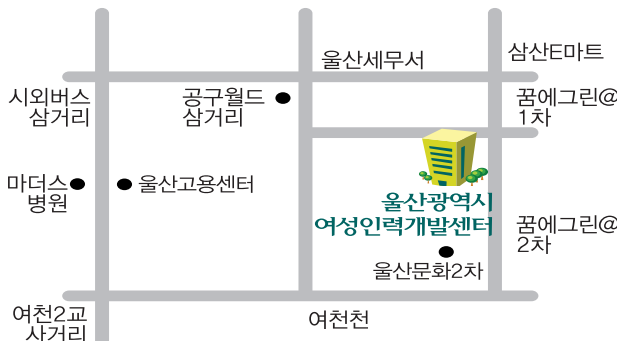 울산세무서
삼산E마트
시외버스
삼거리
공구월드
삼거리
꿈에그린@
1차
마더스
병원
울산고용센터
울산광역시
여성인력개발센터
꿈에그린@
2차
울산문화2차
여천2교
사거리
여천천